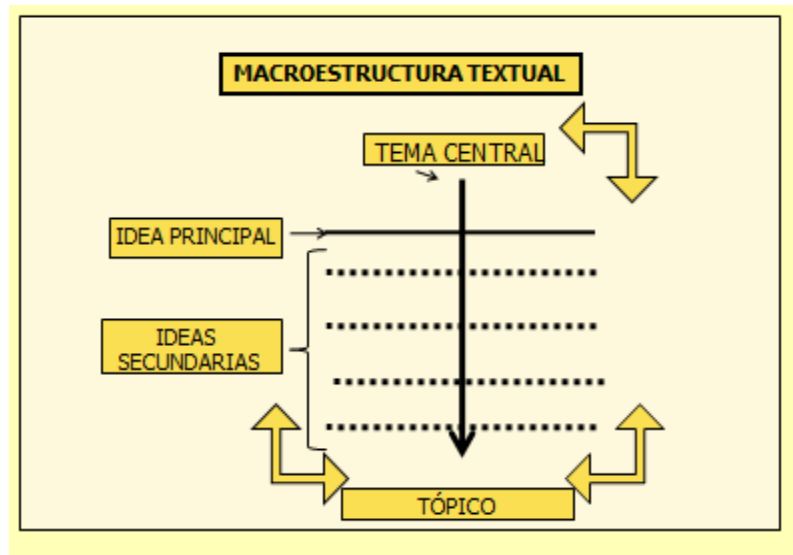 MACROESTRUCTURA TEXTUAL
TEMA CENTRAL
IDEA PRINCIPAL
IDEAS
SECUNDARIAS
TÓPICO